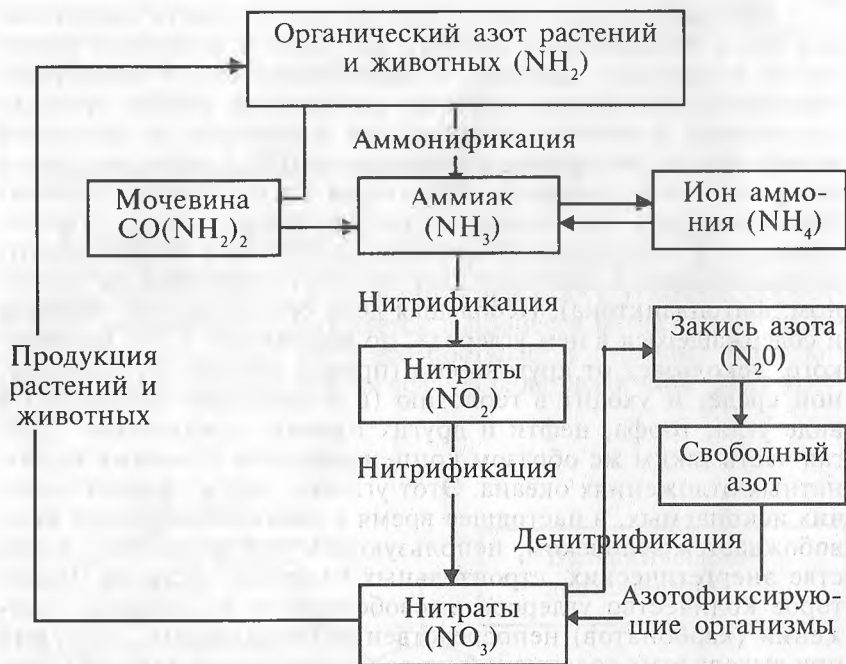 Органический азот растений
и животных (NH₂)
Аммонификация
Мочевина
CO(NH₂)₂
Аммиак
(NH₃)
Ион аммо-
ния (NH₄)
Нитрификация
Закись азота
(N₂0)
Продукция
растений и
животных
Нитриты
(NO₂)
Свободный
азот
Нитрификация
Денитрификация
Нитраты
(NO₃)
Азотофиксирую-
щие организмы